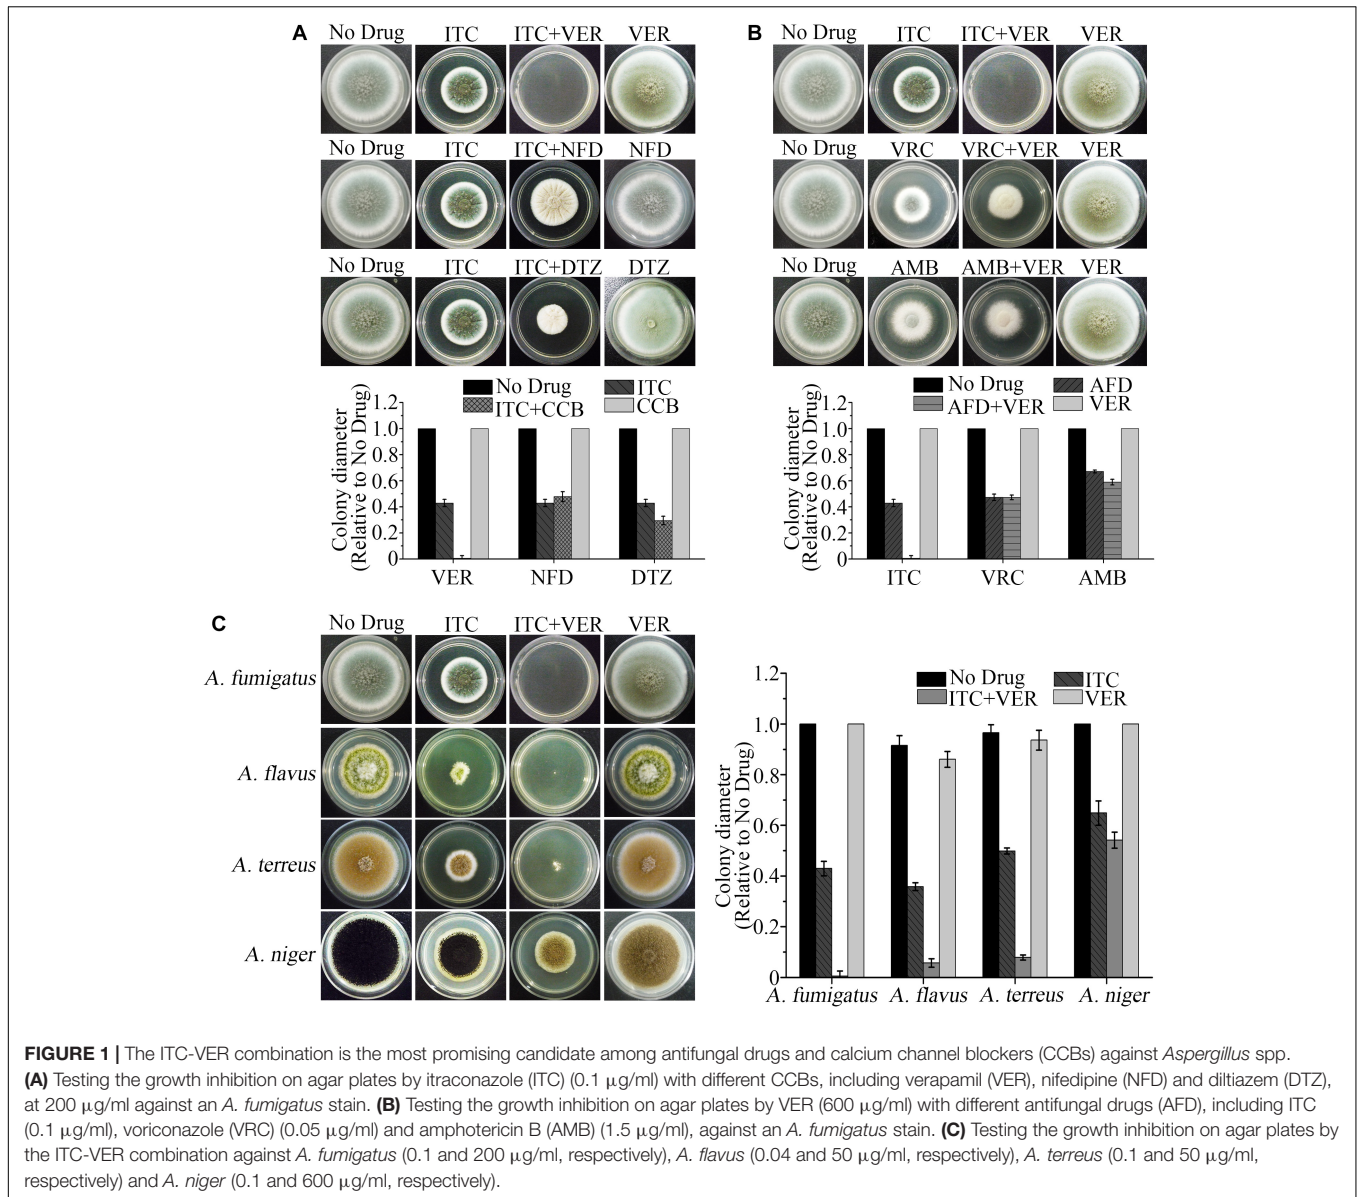 A
No Drug ITC ITC+VER VER
No Drug ITC ITC+NFD NFD
No Drug ITC ITC+DTZ DTZ
No Drug ITC
ITC+CCB CCB
Colony diameter
(Relative to No Drug)
1.2
1.0
0.8
0.6
0.4
0.2
0
VER NFD DTZ
B
No Drug ITC ITC+VER VER
No Drug VRC VRC+VER VER
No Drug AMB AMB+VER VER
No Drug AFD
AFD+VER VER
Colony diameter
(Relative to No Drug)
1.2
1.0
0.8
0.6
0.4
0.2
0
ITC VRC AMB
C
No Drug ITC ITC+VER VER
A. fumigatus
A. flavus
A. terreus
A. niger
No Drug ITC
ITC+VER VER
Colony diameter
(Relative to No Drug)
1.2
1.0
0.8
0.6
0.4
0.2
0
A. fumigatus A. flavus A. terreus A. niger
FIGURE 1 | The ITC-VER combination is the most promising candidate among antifungal drugs and calcium channel blockers (CCBs) against Aspergillus spp.
(A) Testing the growth inhibition on agar plates by itraconazole (ITC) (0.1 μg/ml) with different CCBs, including verapamil (VER), nifedipine (NFD) and diltiazem (DTZ),
at 200 μg/ml against an A. fumigatus stain. (B) Testing the growth inhibition on agar plates by VER (600 μg/ml) with different antifungal drugs (AFD), including ITC
(0.1 μg/ml), voriconazole (VRC) (0.05 μg/ml) and amphotericin B (AMB) (1.5 μg/ml), against an A. fumigatus stain. (C) Testing the growth inhibition on agar plates by
the ITC-VER combination against A. fumigatus (0.1 and 200 μg/ml, respectively), A. flavus (0.04 and 50 μg/ml, respectively), A. terreus (0.1 and 50 μg/ml,
respectively) and A. niger (0.1 and 600 μg/ml, respectively).